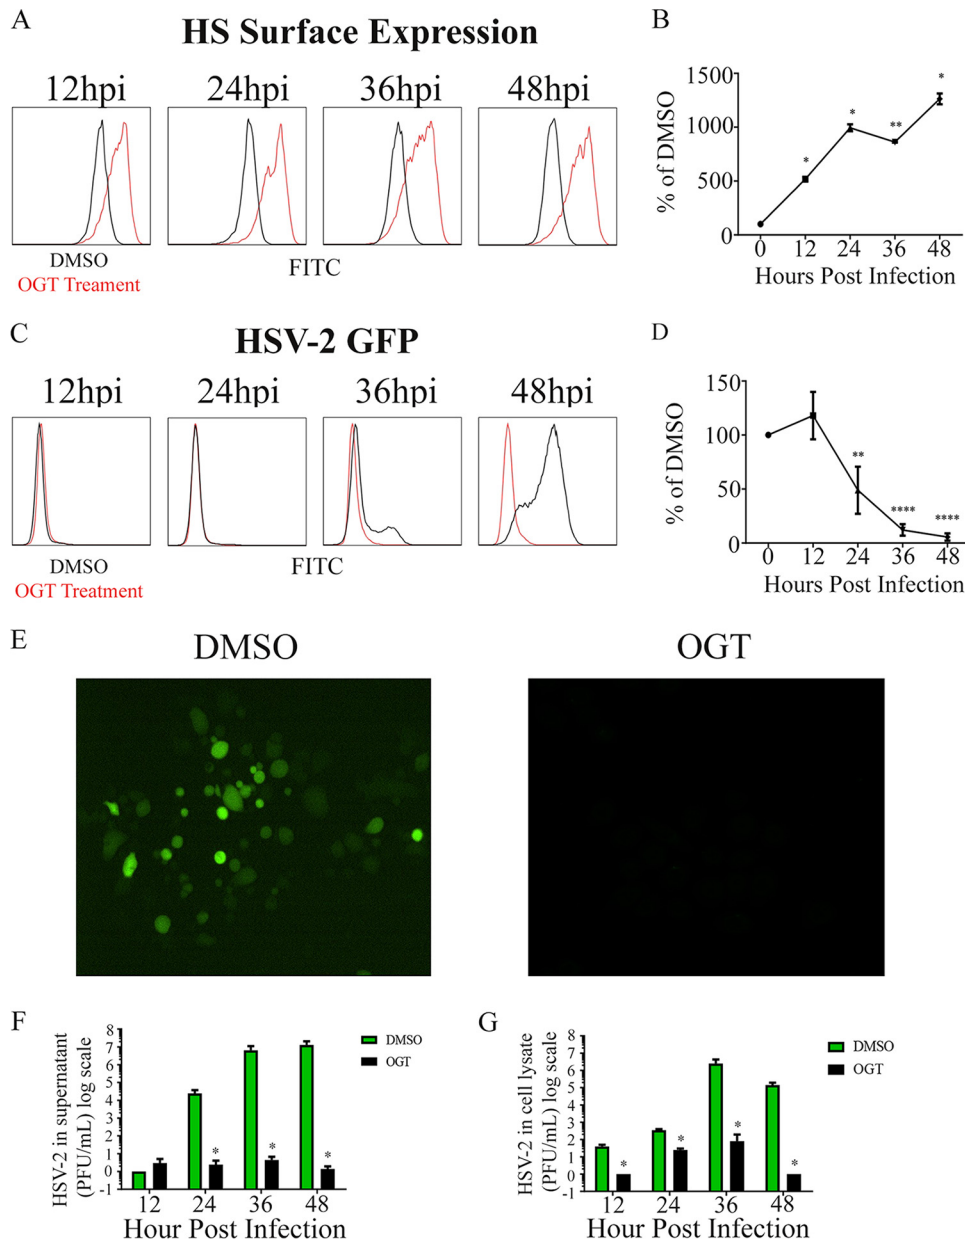 A
HS Surface Expression
12hpi 24hpi 36hpi 48hpi
DMSO
OGT Treament
FITC
B
% of DMSO
1500
1000
500
0
* * ** *
0 12 24 36 48
Hours Post Infection
C
HSV-2 GFP
12hpi 24hpi 36hpi 48hpi
DMSO
OGT Treatment
FITC
D
% of DMSO
150
100
50
0
** **** ****
0 12 24 36 48
Hours Post Infection
E
DMSO OGT
F
HSV-2 in supernatant
(PFU/mL) log scale
8
7
6
5
4
3
2
1
0
-1
* * *
12 24 36 48
Hour Post Infection
DMSO
OGT
G
HSV-2 in cell lysate
(PFU/mL) log scale
8
7
6
5
4
3
2
1
0
-1
* * * *
12 24 36 48
Hour Post Infection
DMSO
OGT